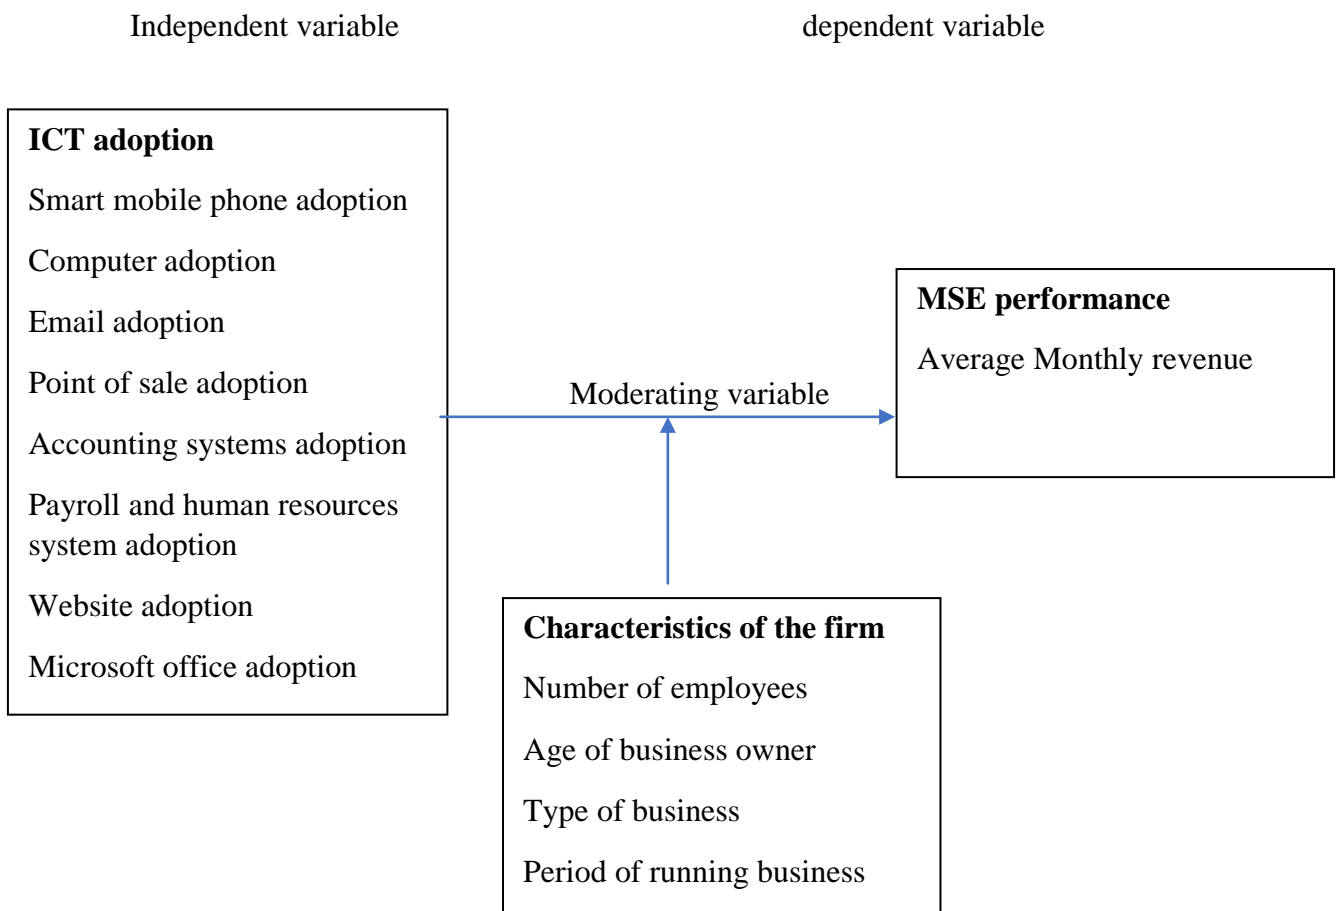 Independent variable
dependent variable
ICT adoption
Smart mobile phone adoption
Computer adoption
Email adoption
Point of sale adoption
Accounting systems adoption
Payroll and human resources
system adoption
Website adoption
Microsoft office adoption
Moderating variable
MSE performance
Average Monthly revenue
Characteristics of the firm
Number of employees
Age of business owner
Type of business
Period of running business